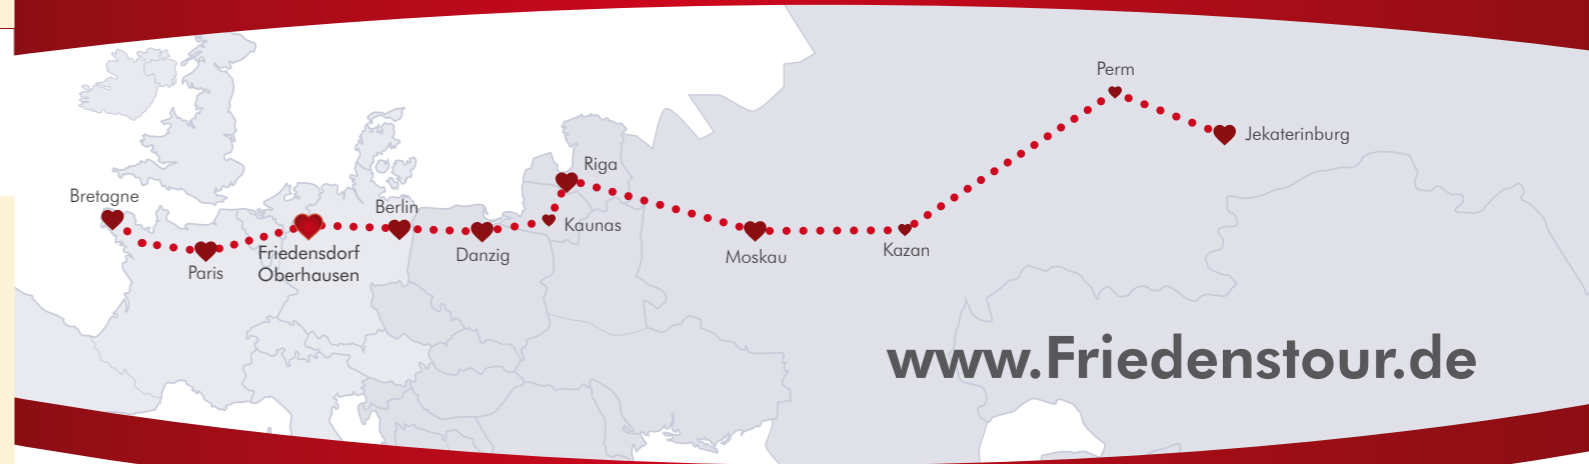 Bretagne
Paris
Friedensdorf
Oberhausen
Berlin
Danzig
Kaunas
Riga
Moskau
Kazan
Perm
Jekaterinburg
www.Friedenstour.de